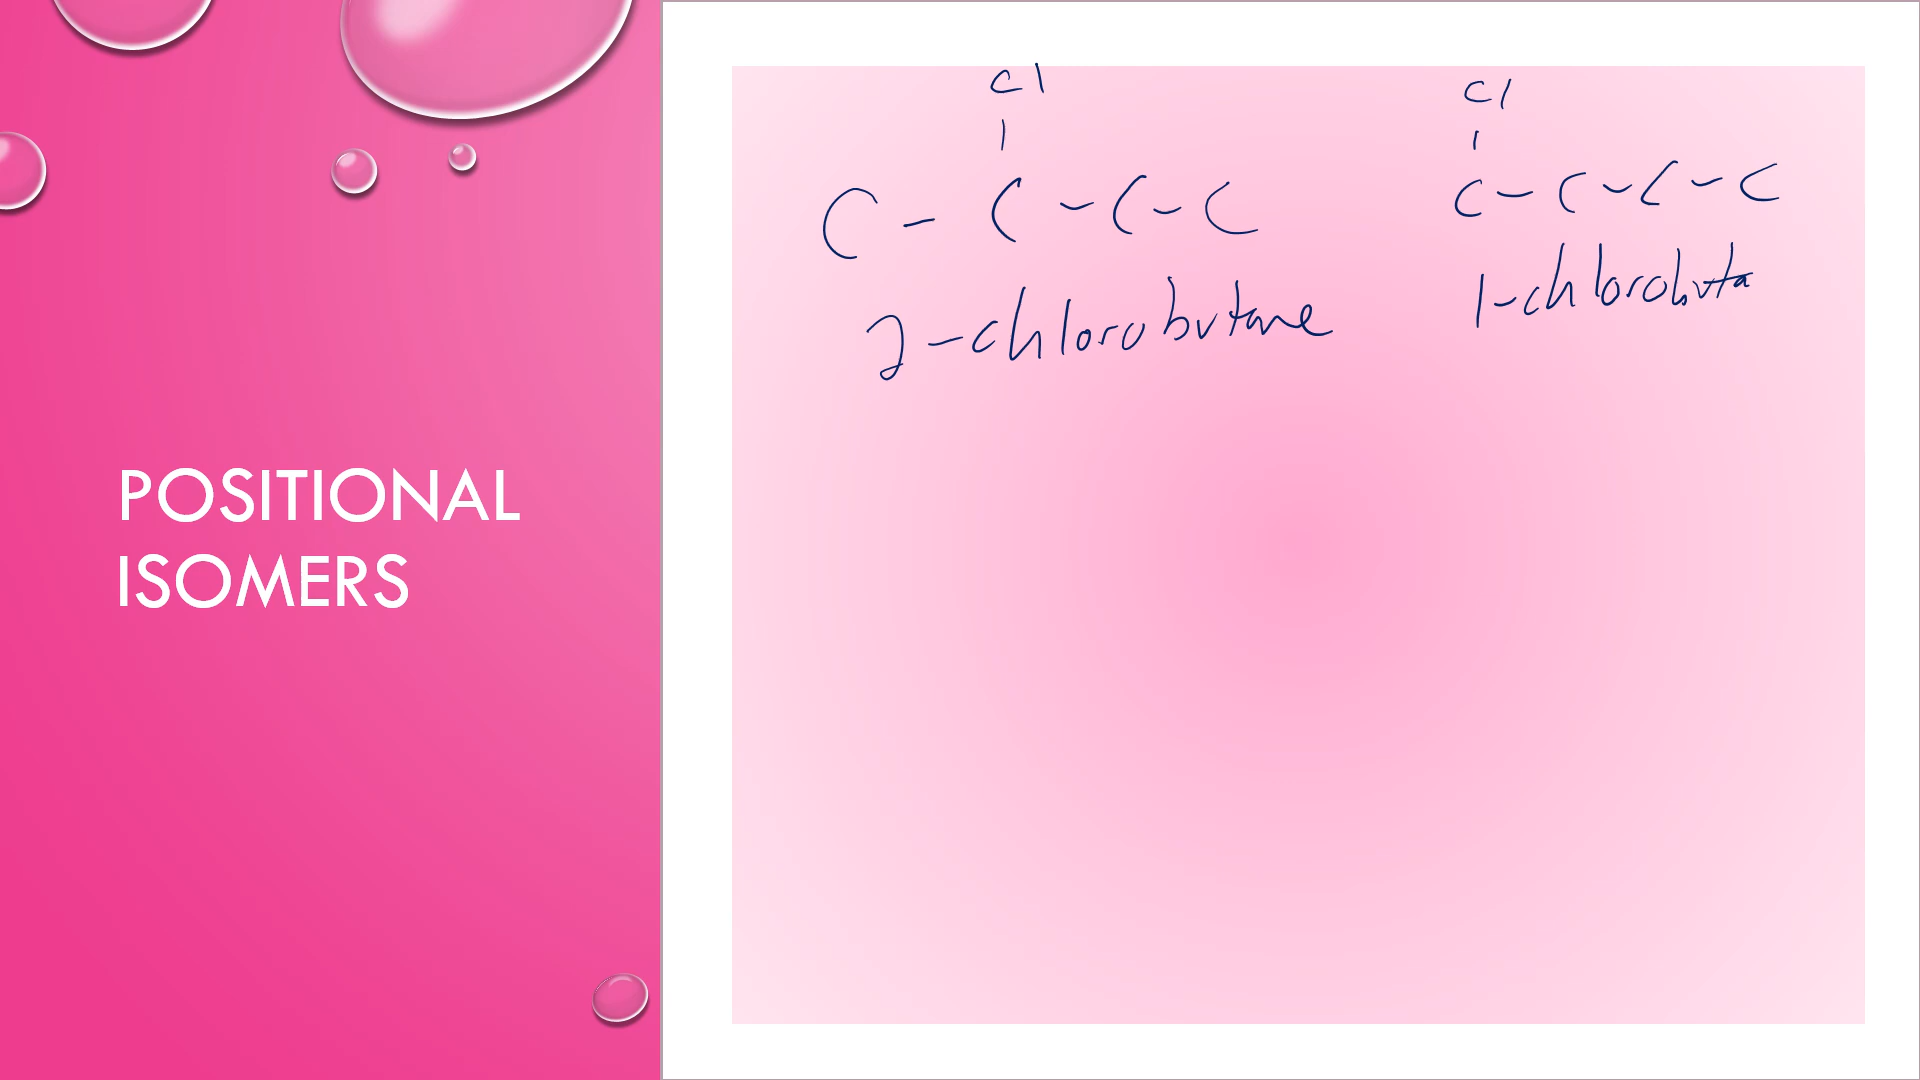 POSITIONAL
ISOMERS
Cl
C - C - C - C
2-chlorobutane
Cl
C - C - C - C
1-chlorobuta